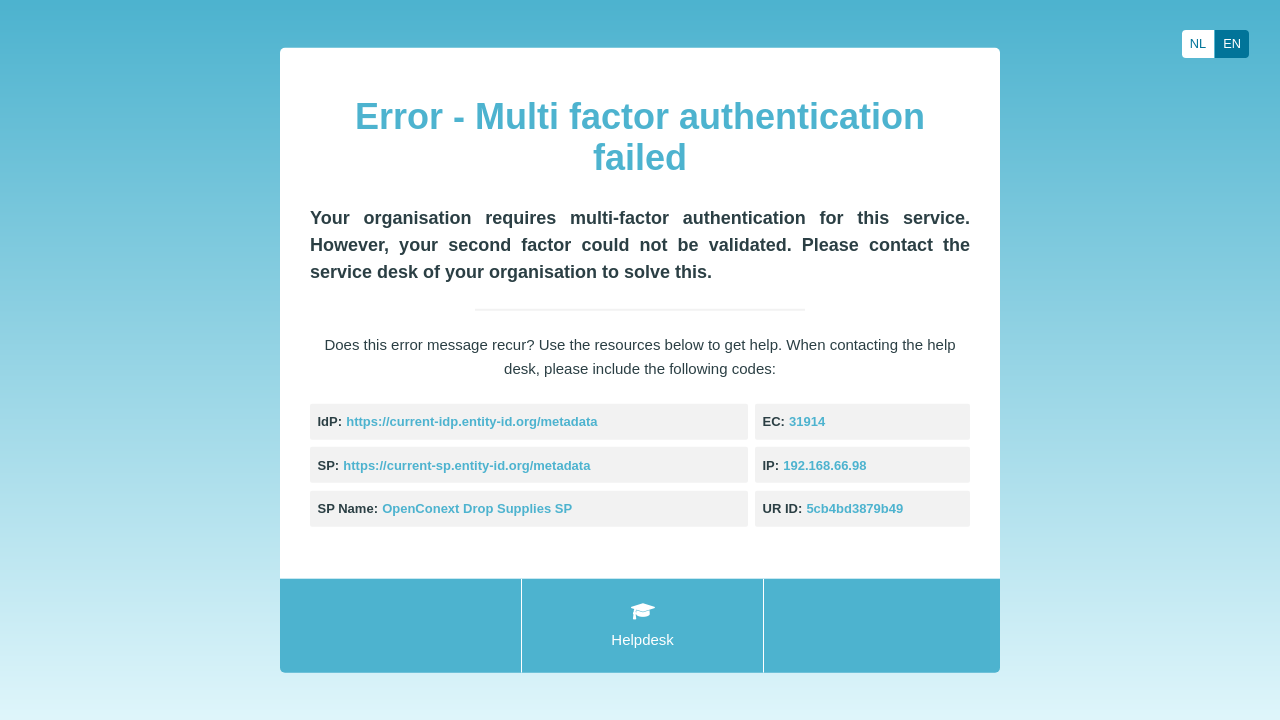 NL
EN
Error - Multi factor authentication
failed
Your organisation requires multi-factor authentication for this service.
However, your second factor could not be validated. Please contact the
service desk of your organisation to solve this.
Does this error message recur? Use the resources below to get help. When contacting the help
desk, please include the following codes:
IdP: https://current-idp.entity-id.org/metadata
EC: 31914
SP: https://current-sp.entity-id.org/metadata
IP: 192.168.66.98
SP Name: OpenConext Drop Supplies SP
UR ID: 5cb4bd3879b49
Helpdesk